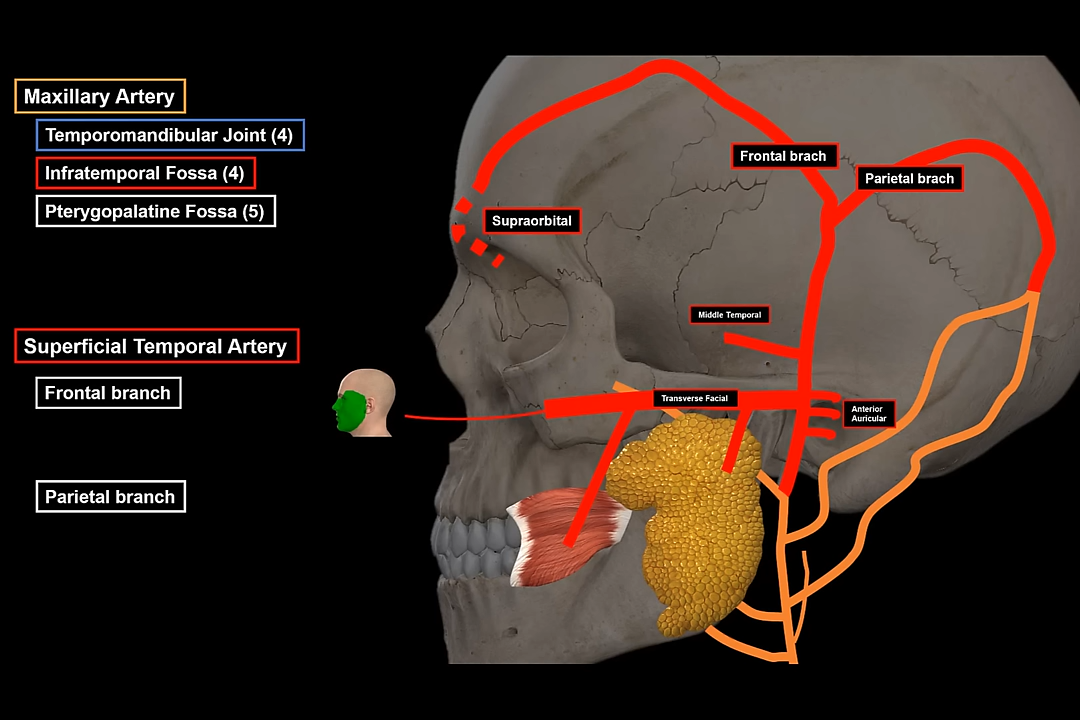 Maxillary Artery
Temporomandibular Joint (4)
Infratemporal Fossa (4)
Pterygopalatine Fossa (5)
Superficial Temporal Artery
Frontal branch
Parietal branch
Frontal brach
Parietal brach
Supraorbital
Middle Temporal
Transverse Facial
Anterior
Auricular